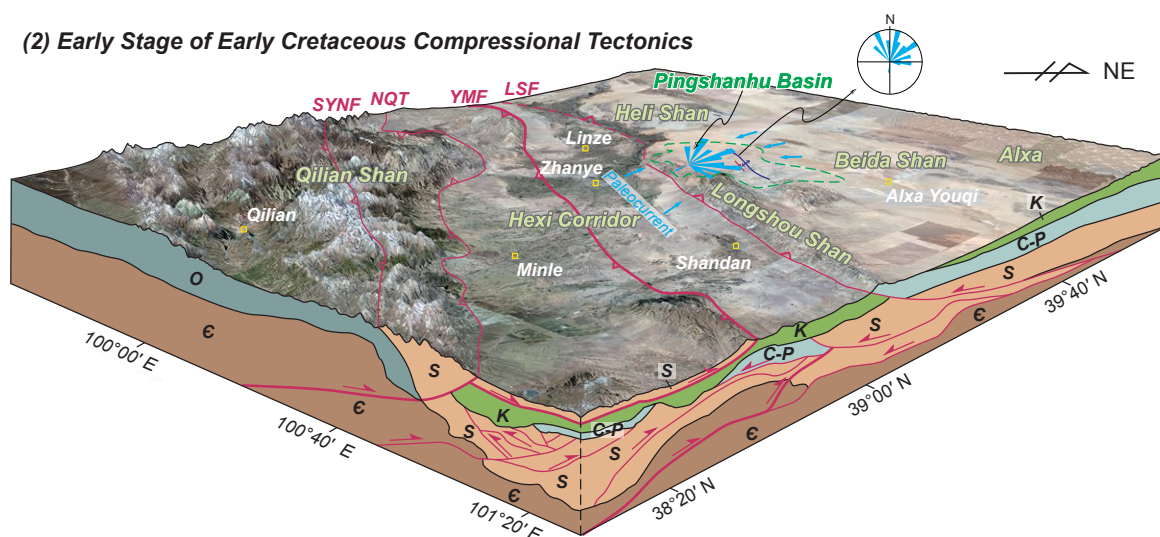 (2) Early Stage of Early Cretaceous Compressional Tectonics
N
NE
Pingshanhu Basin
SYNF
NQT
YMF
LSF
Heli Shan
Linze
Zhanye
Qilian Shan
Beida Shan
Alxa
Alxa Youqi
Paleocurrent
Hexi Corridor
Longshou Shan
Qilian
Minle
Shandan
K
C-P
S
O
Є
39°40′ N
K
S
C-P
S
S
Є
K
C-P
100°00′ E
Є
S
S
S
Є
39°00′ N
100°40′ E
Є
38°20′ N
101°20′ E